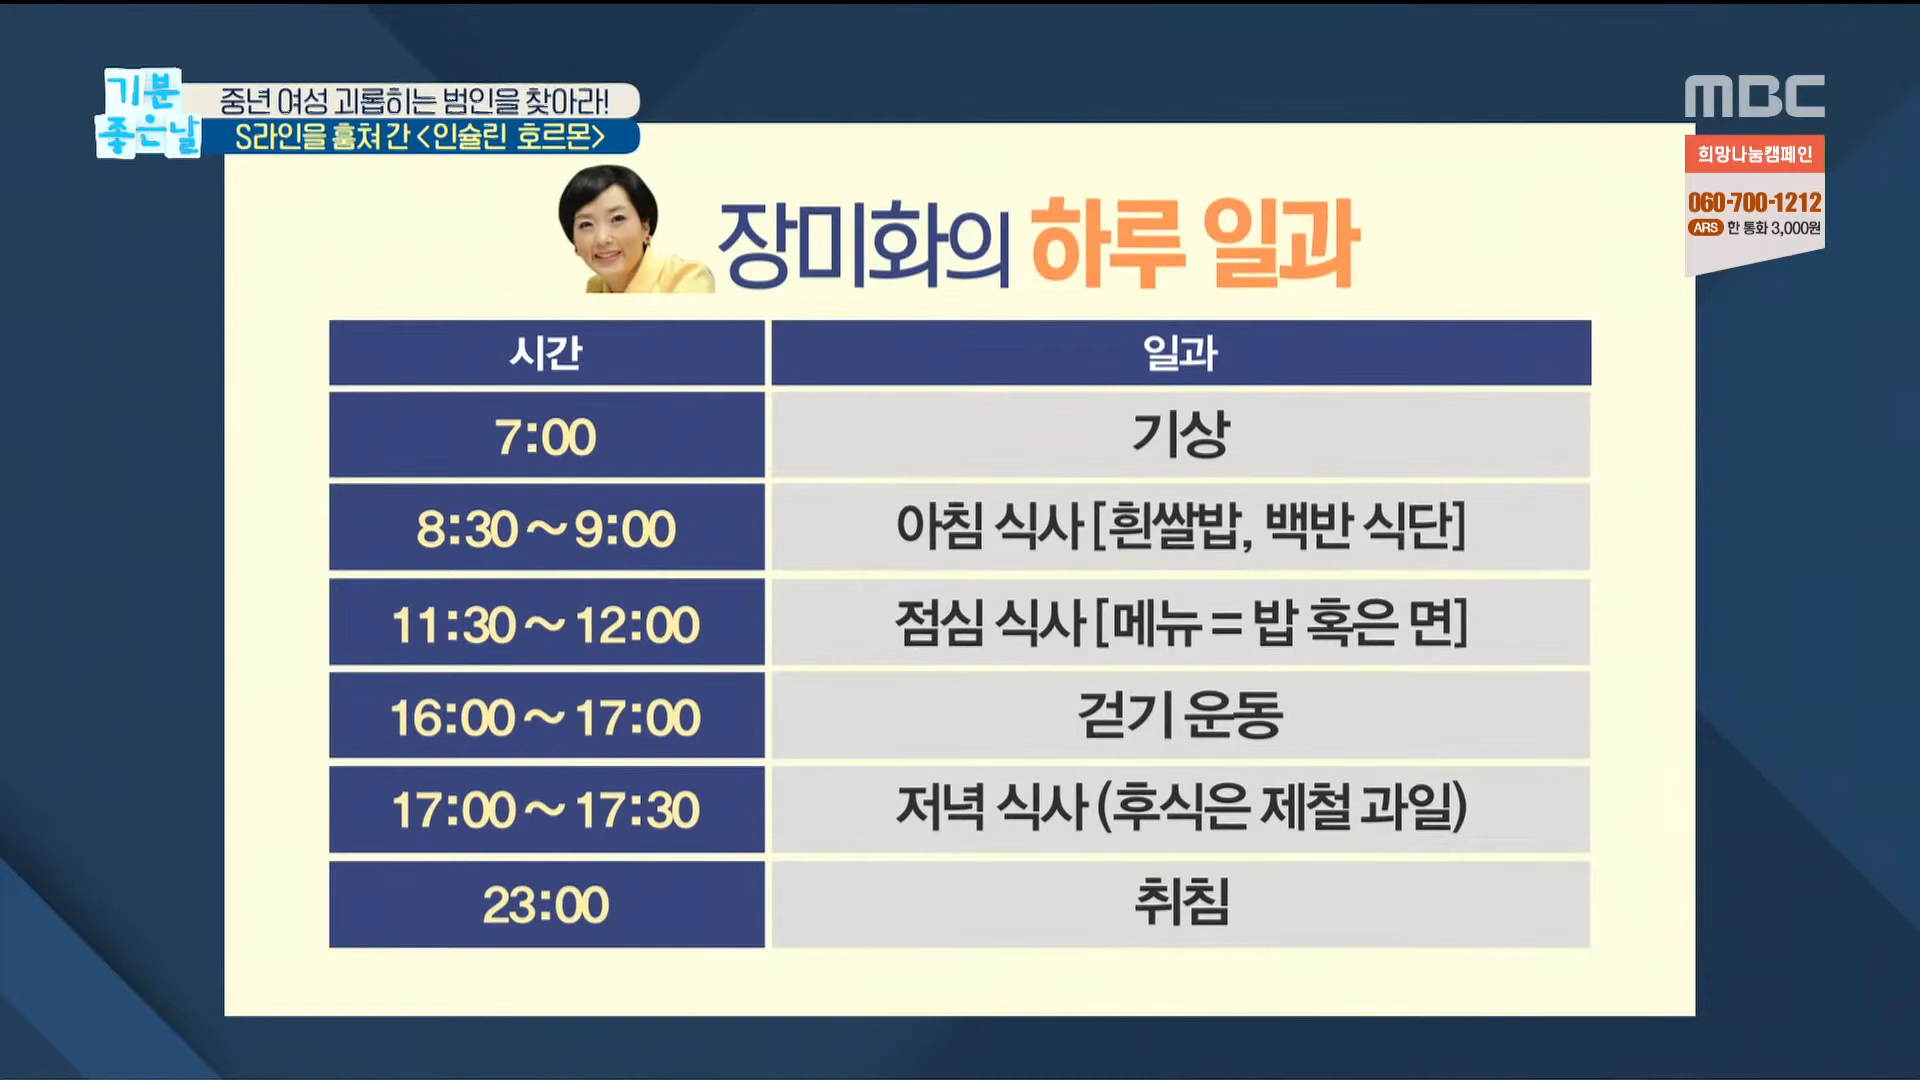 기분
좋은날
중년 여성 괴롭히는 범인을 찾아라!
S라인을 훔쳐 간 <인슐린 호르몬>
MBC
희망나눔캠페인
060-700-1212
ARS 한 통화 3,000원
장미화의 하루 일과
시간 일과
7:00 기상
8:30~9:00 아침 식사 [흰쌀밥, 백반 식단]
11:30~12:00 점심 식사 [메뉴 = 밥 혹은 면]
16:00~17:00 걷기 운동
17:00~17:30 저녁 식사 (후식은 제철 과일)
23:00 취침